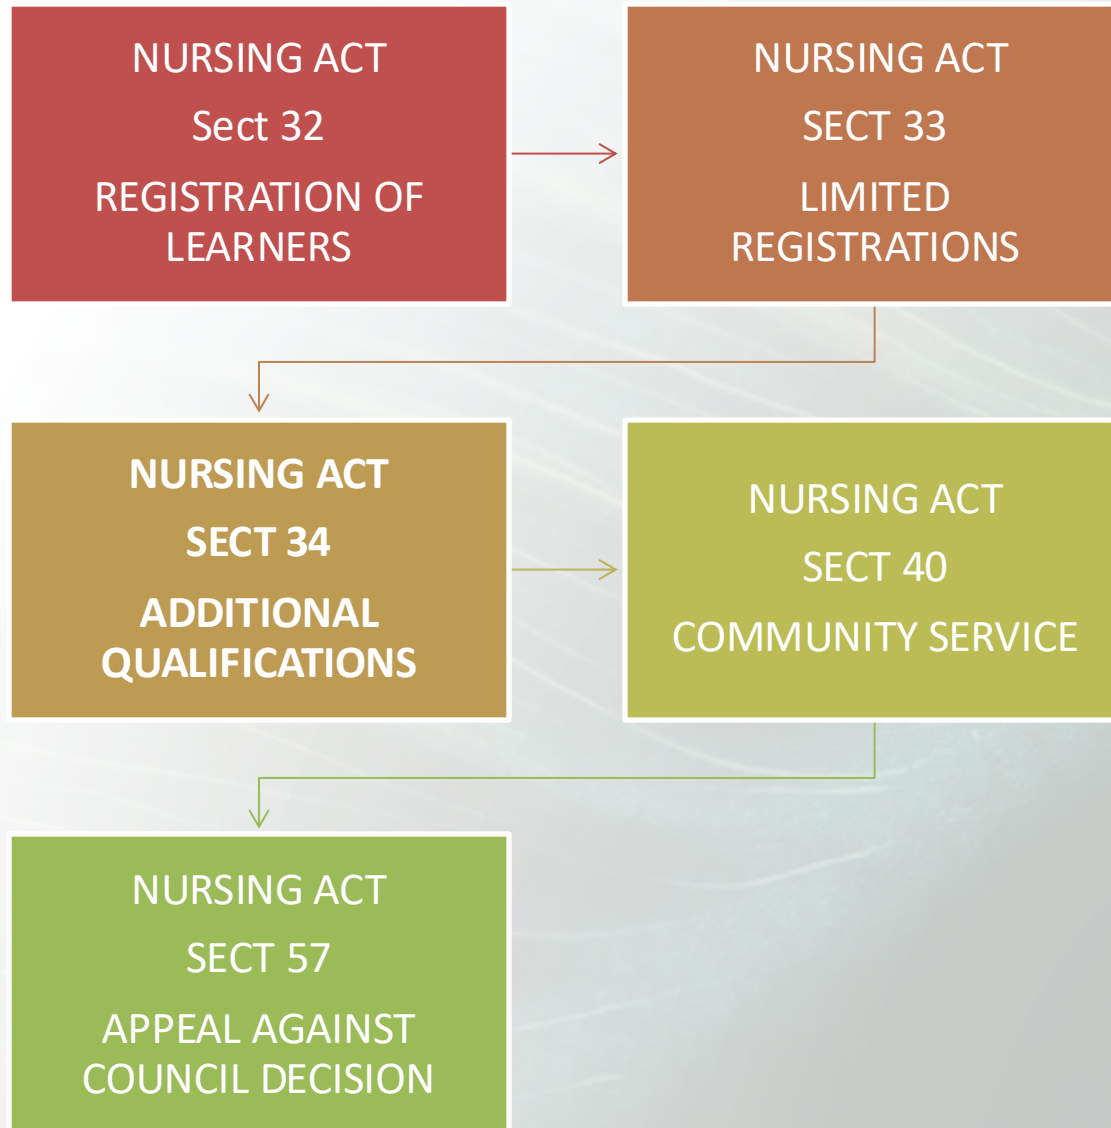 NURSING ACT
Sect 32
REGISTRATION OF
LEARNERS
NURSING ACT
SECT 33
LIMITED
REGISTRATIONS
NURSING ACT
SECT 34
ADDITIONAL
QUALIFICATIONS
NURSING ACT
SECT 40
COMMUNITY SERVICE
NURSING ACT
SECT 57
APPEAL AGAINST
COUNCIL DECISION